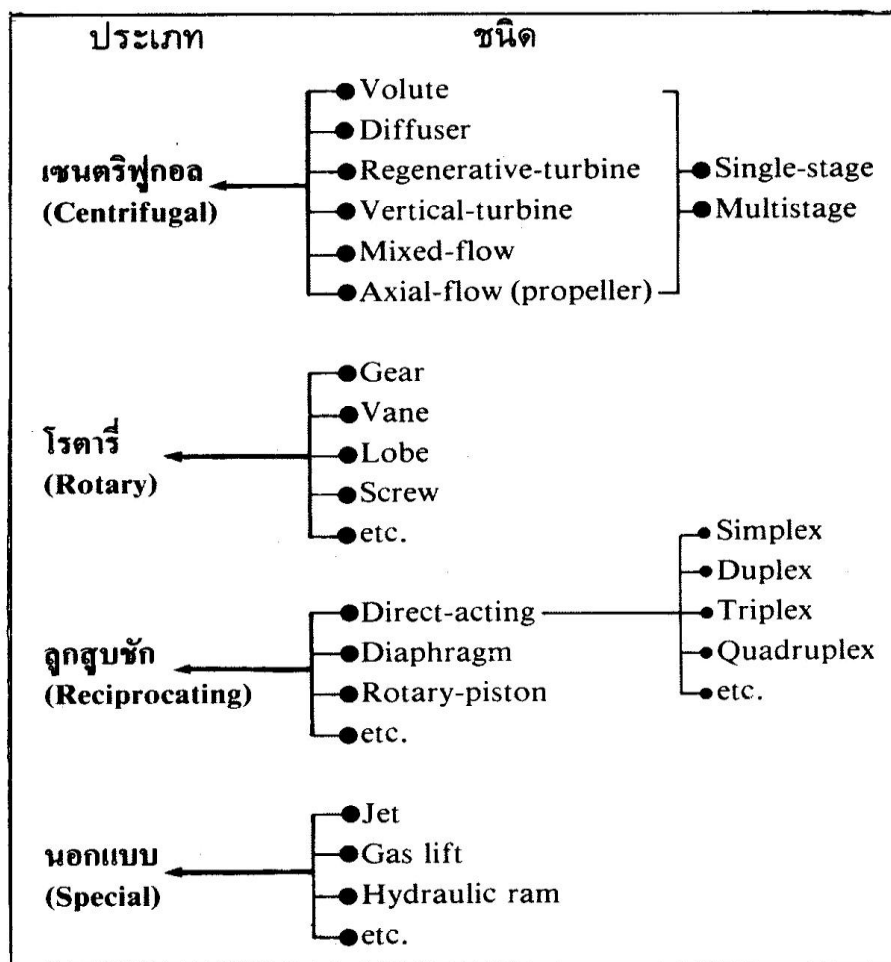 ประเภท ชนิด
เซนตริฟูกอล
(Centrifugal)
Volute
Diffuser
Regenerative-turbine
Vertical-turbine
Mixed-flow
Axial-flow (propeller)
Single-stage
Multistage
โรตารี่
(Rotary)
Gear
Vane
Lobe
Screw
etc.
ลูกสูบชัก
(Reciprocating)
Direct-acting
Diaphragm
Rotary-piston
etc.
Simplex
Duplex
Triplex
Quadruplex
etc.
นอกแบบ
(Special)
Jet
Gas lift
Hydraulic ram
etc.